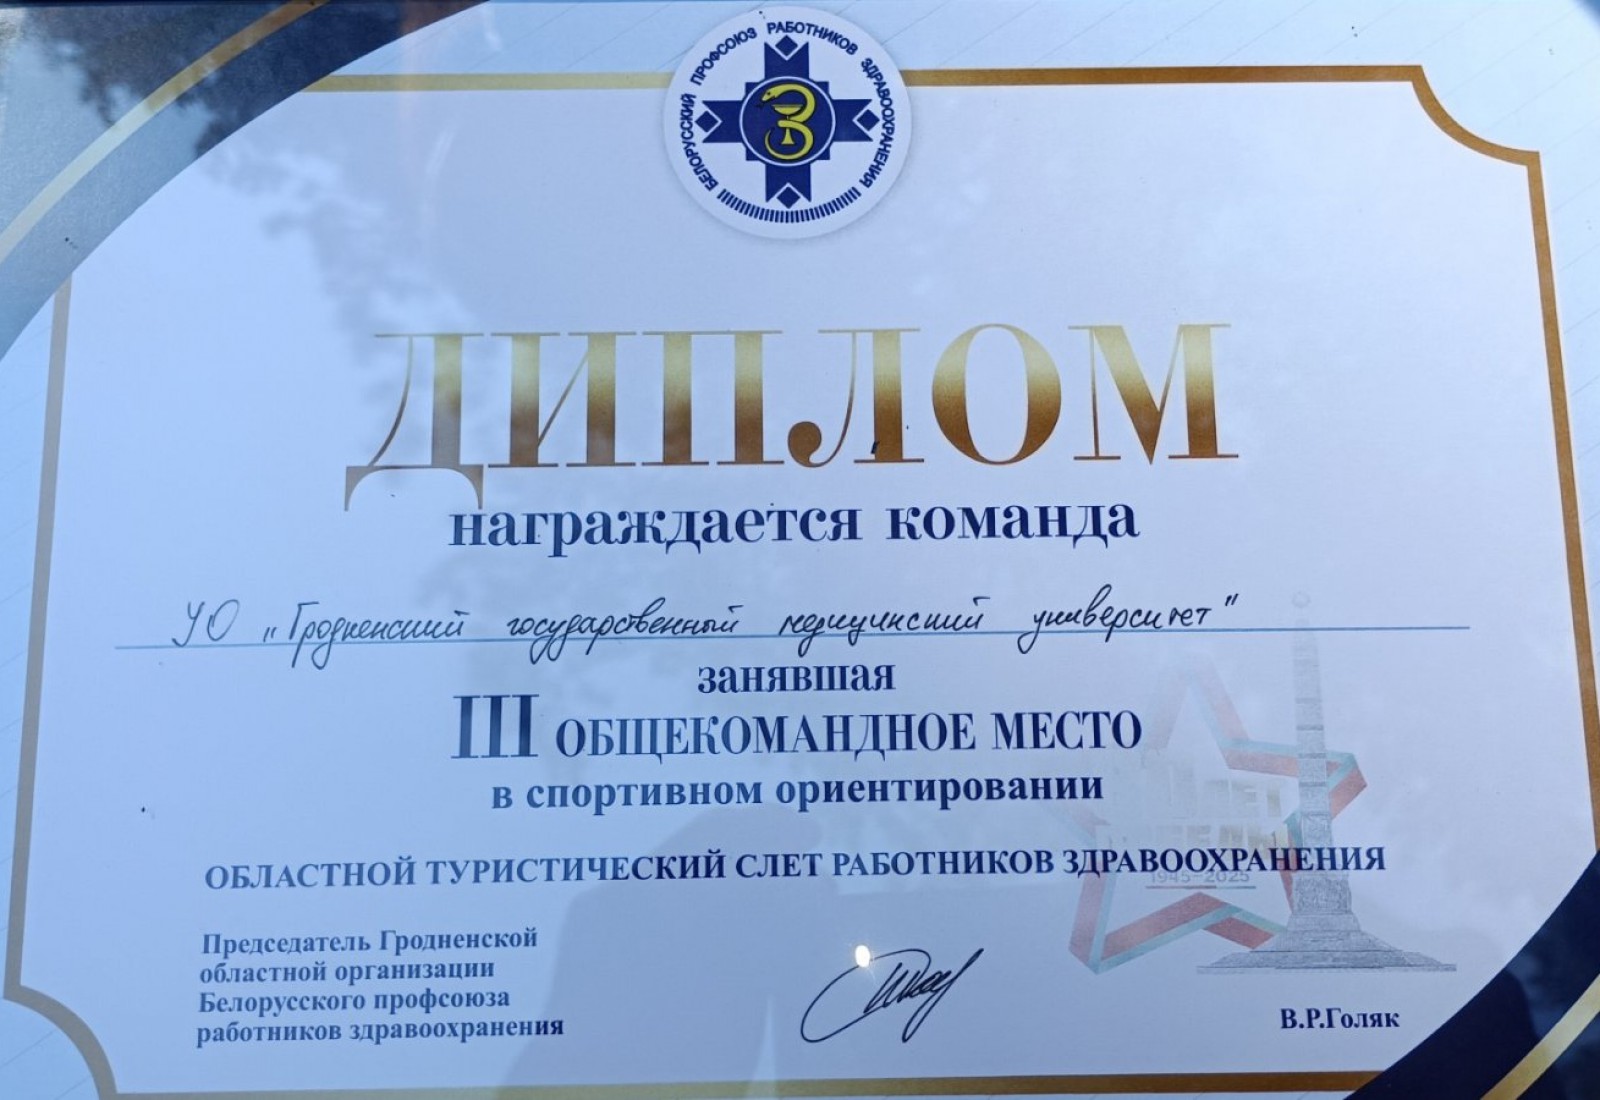 БЕЛОРУССКИЙ ПРОФСОЮЗ РАБОТНИКОВ ЗДРАВООХРАНЕНИЯ
ДИПЛОМ
награждается команда
УО „Гродненский государственный медицинский университет"
занявшая
III ОБЩЕКОМАНДНОЕ МЕСТО
в спортивном ориентировании
ОБЛАСТНОЙ ТУРИСТИЧЕСКИЙ СЛЕТ РАБОТНИКОВ ЗДРАВООХРАНЕНИЯ
1945-2025
Председатель Гродненской
областной организации
Белорусского профсоюза
работников здравоохранения
В.Р.Голяк